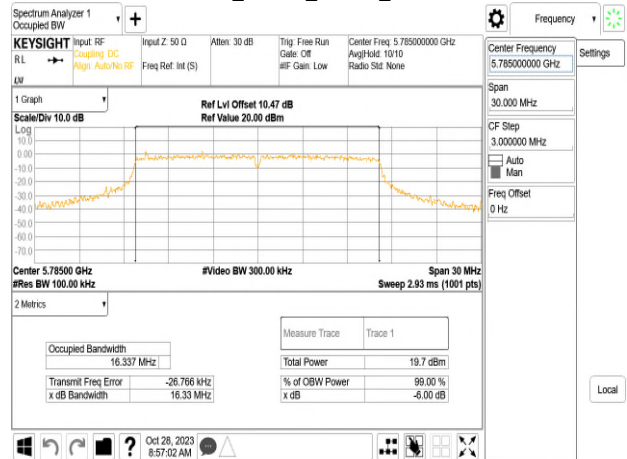 Spectrum Analyzer 1
Occupied BW
Frequency
KEYSIGHT
RL
Input: RF
Coupling: DC
Align: Auto/No RF
Input Z: 50 Ω
Freq Ref: Int (S)
Atten: 30 dB
Trig: Free Run
Gate: Off
#IF Gain: Low
Center Freq: 5.785000000 GHz
Avg|Hold: 10/10
Radio Std: None
Center Frequency
5.785000000 GHz
Settings
Span
30.000 MHz
CF Step
3.000000 MHz
Auto
Man
Freq Offset
0 Hz
1 Graph
Scale/Div 10.0 dB
Ref Lvl Offset 10.47 dB
Ref Value 20.00 dBm
Log
10.0
0.00
-10.0
-20.0
-30.0
-40.0
-50.0
-60.0
-70.0
Center 5.78500 GHz
#Res BW 100.00 kHz
#Video BW 300.00 kHz
Span 30 MHz
Sweep 2.93 ms (1001 pts)
2 Metrics
Measure Trace Trace 1
Occupied Bandwidth
16.337 MHz
Total Power 19.7 dBm
Transmit Freq Error -26.766 kHz
% of OBW Power 99.00 %
x dB Bandwidth 16.33 MHz
x dB -6.00 dB
Local
Oct 28, 2023
8:57:02 AM